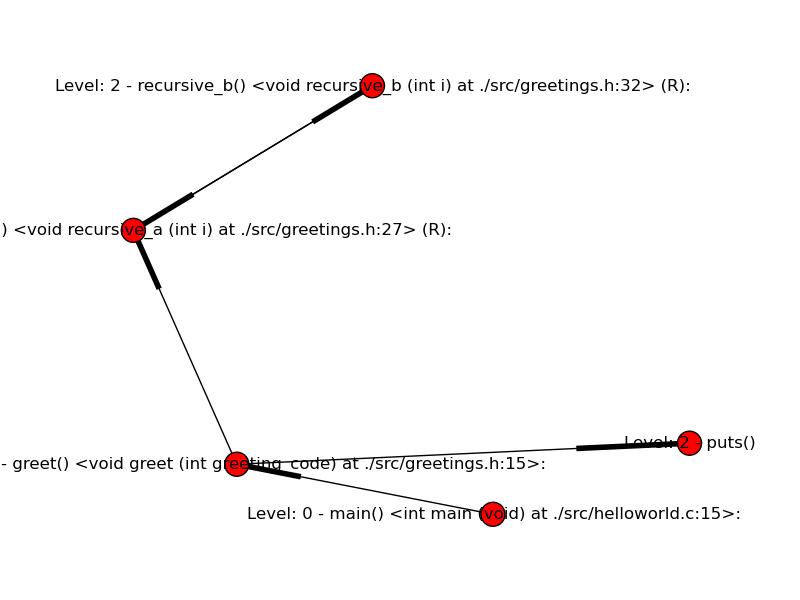 Level: 2 - recursive_b() <void recursive_b (int i) at ./src/greetings.h:32> (R):
) <void recursive_a (int i) at ./src/greetings.h:27> (R):
Level: 2 - puts()
- greet() <void greet (int greeting_code) at ./src/greetings.h:15>:
Level: 0 - main() <int main (void) at ./src/helloworld.c:15>: